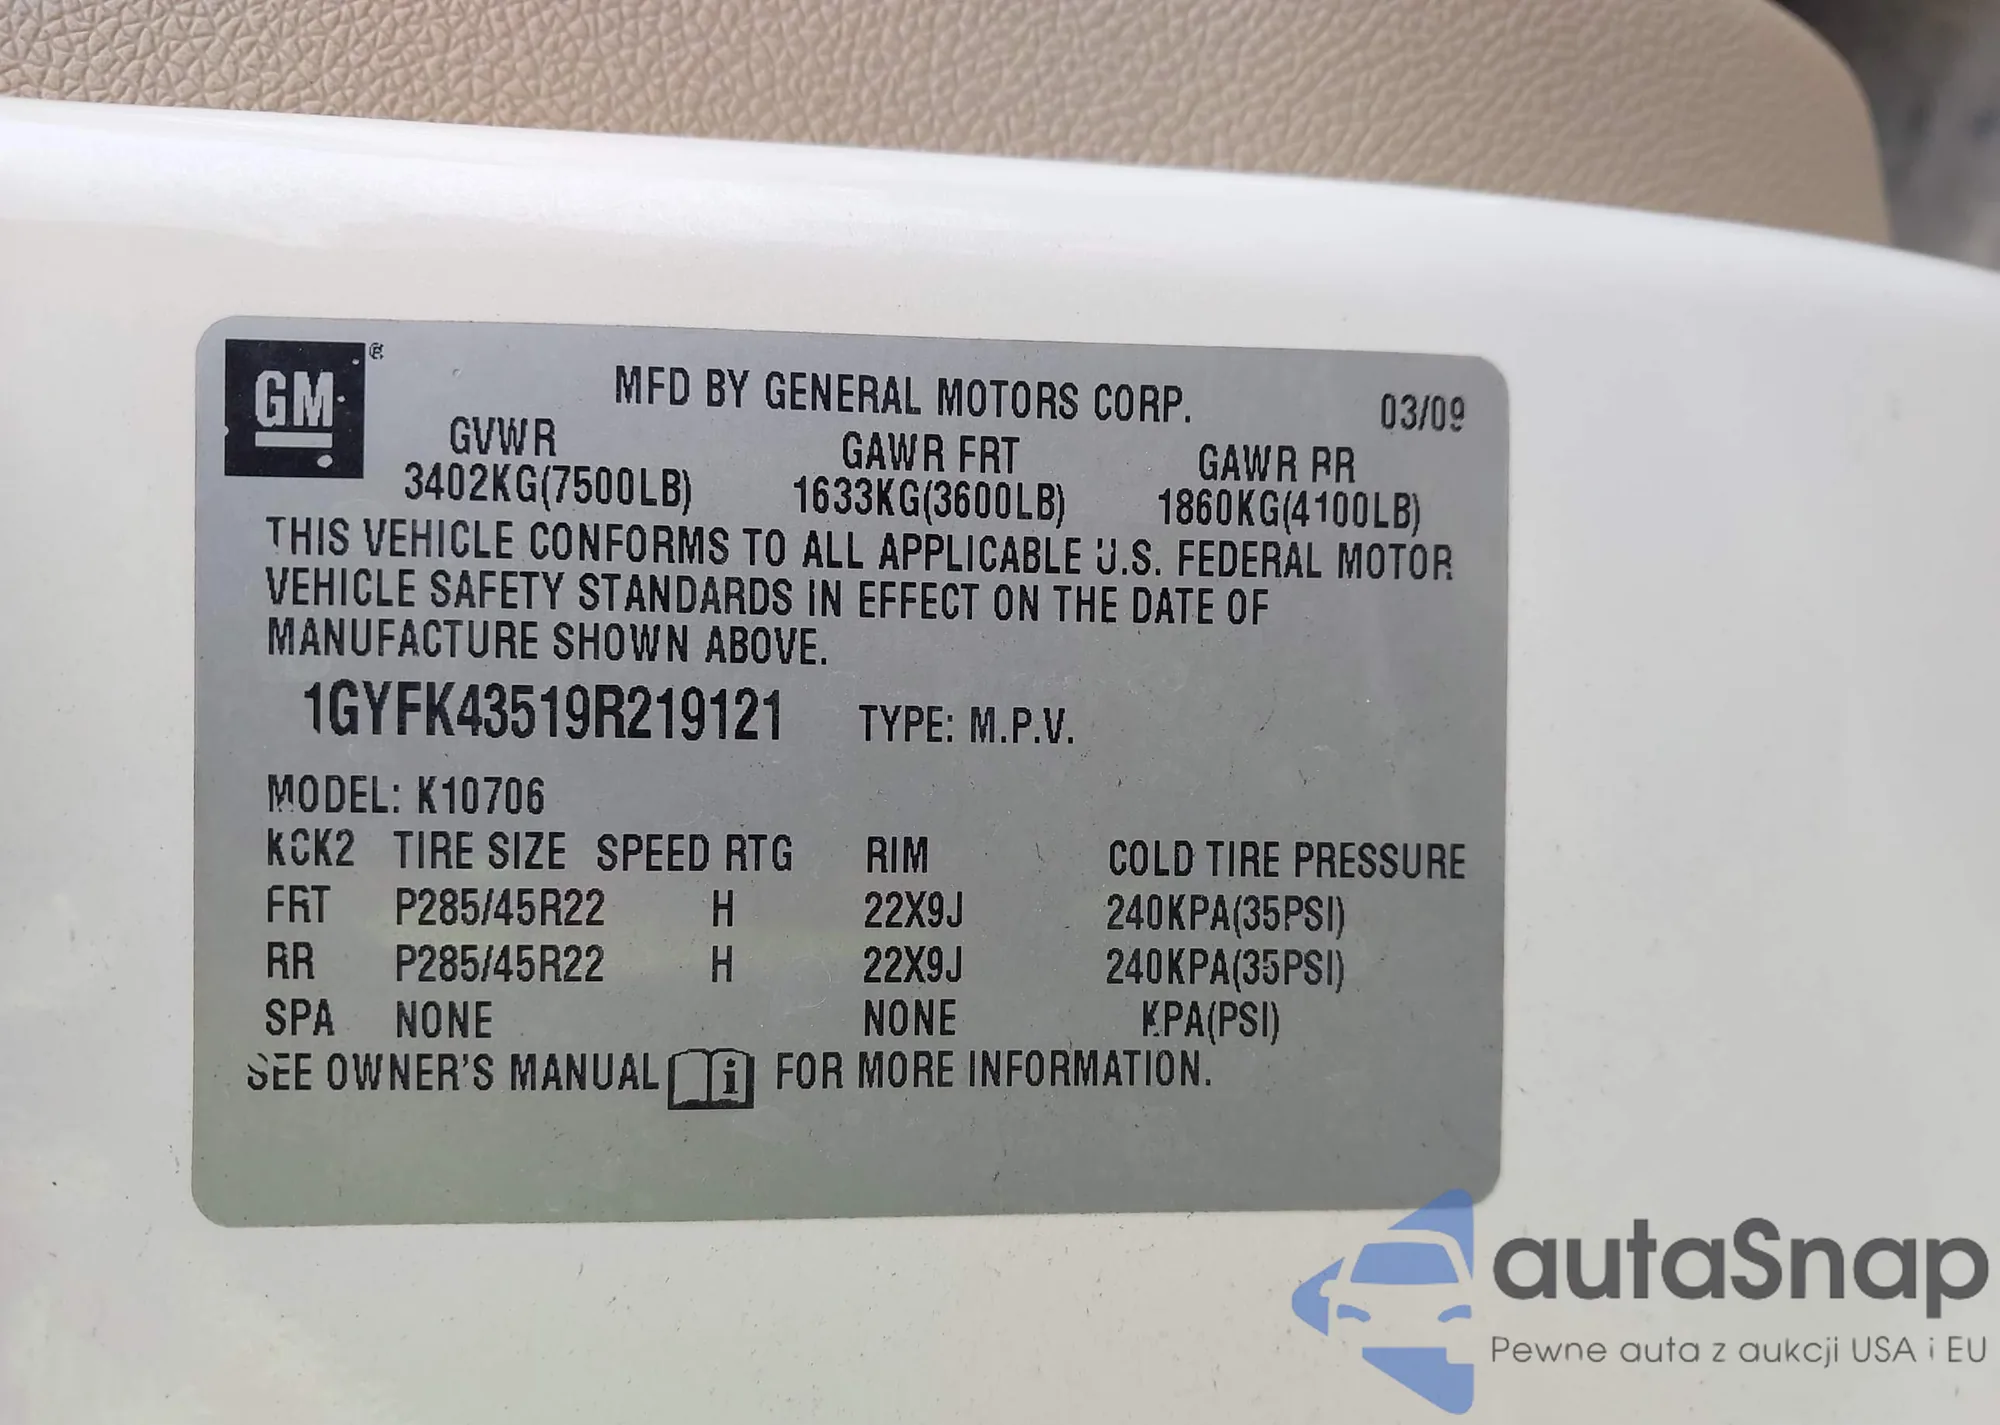 GM ®
MFD BY GENERAL MOTORS CORP. 03/09
GVWR GAWR FRT GAWR RR
3402KG(7500LB) 1633KG(3600LB) 1860KG(4100LB)
THIS VEHICLE CONFORMS TO ALL APPLICABLE U.S. FEDERAL MOTOR
VEHICLE SAFETY STANDARDS IN EFFECT ON THE DATE OF
MANUFACTURE SHOWN ABOVE.
1GYFK43519R219121 TYPE: M.P.V.
MODEL: K10706
KCK2 TIRE SIZE SPEED RTG RIM COLD TIRE PRESSURE
FRT P285/45R22 H 22X9J 240KPA(35PSI)
RR P285/45R22 H 22X9J 240KPA(35PSI)
SPA NONE NONE KPA(PSI)
SEE OWNER'S MANUAL i FOR MORE INFORMATION.
autaSnap
Pewne auta z aukcji USA i EU